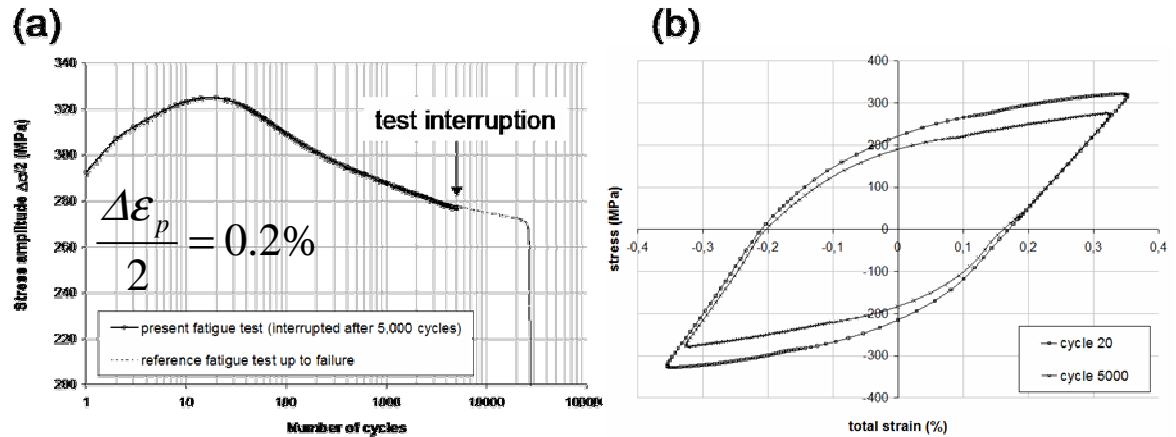 (a)
340
320
300
280
260
240
220
200
Stress amplitude Δσ/2 (MPa)
test interruption
Δε_p/2 = 0.2%
present fatigue test (interrupted after 5,000 cycles)
reference fatigue test up to failure
1 10 100 1000 10000
Number of cycles
(b)
400
300
200
100
0
-100
-200
-300
-400
stress (MPa)
-0,4 -0,3 -0,2 -0,1 0 0,1 0,2 0,3 0,4
cycle 20
cycle 5000
total strain (%)